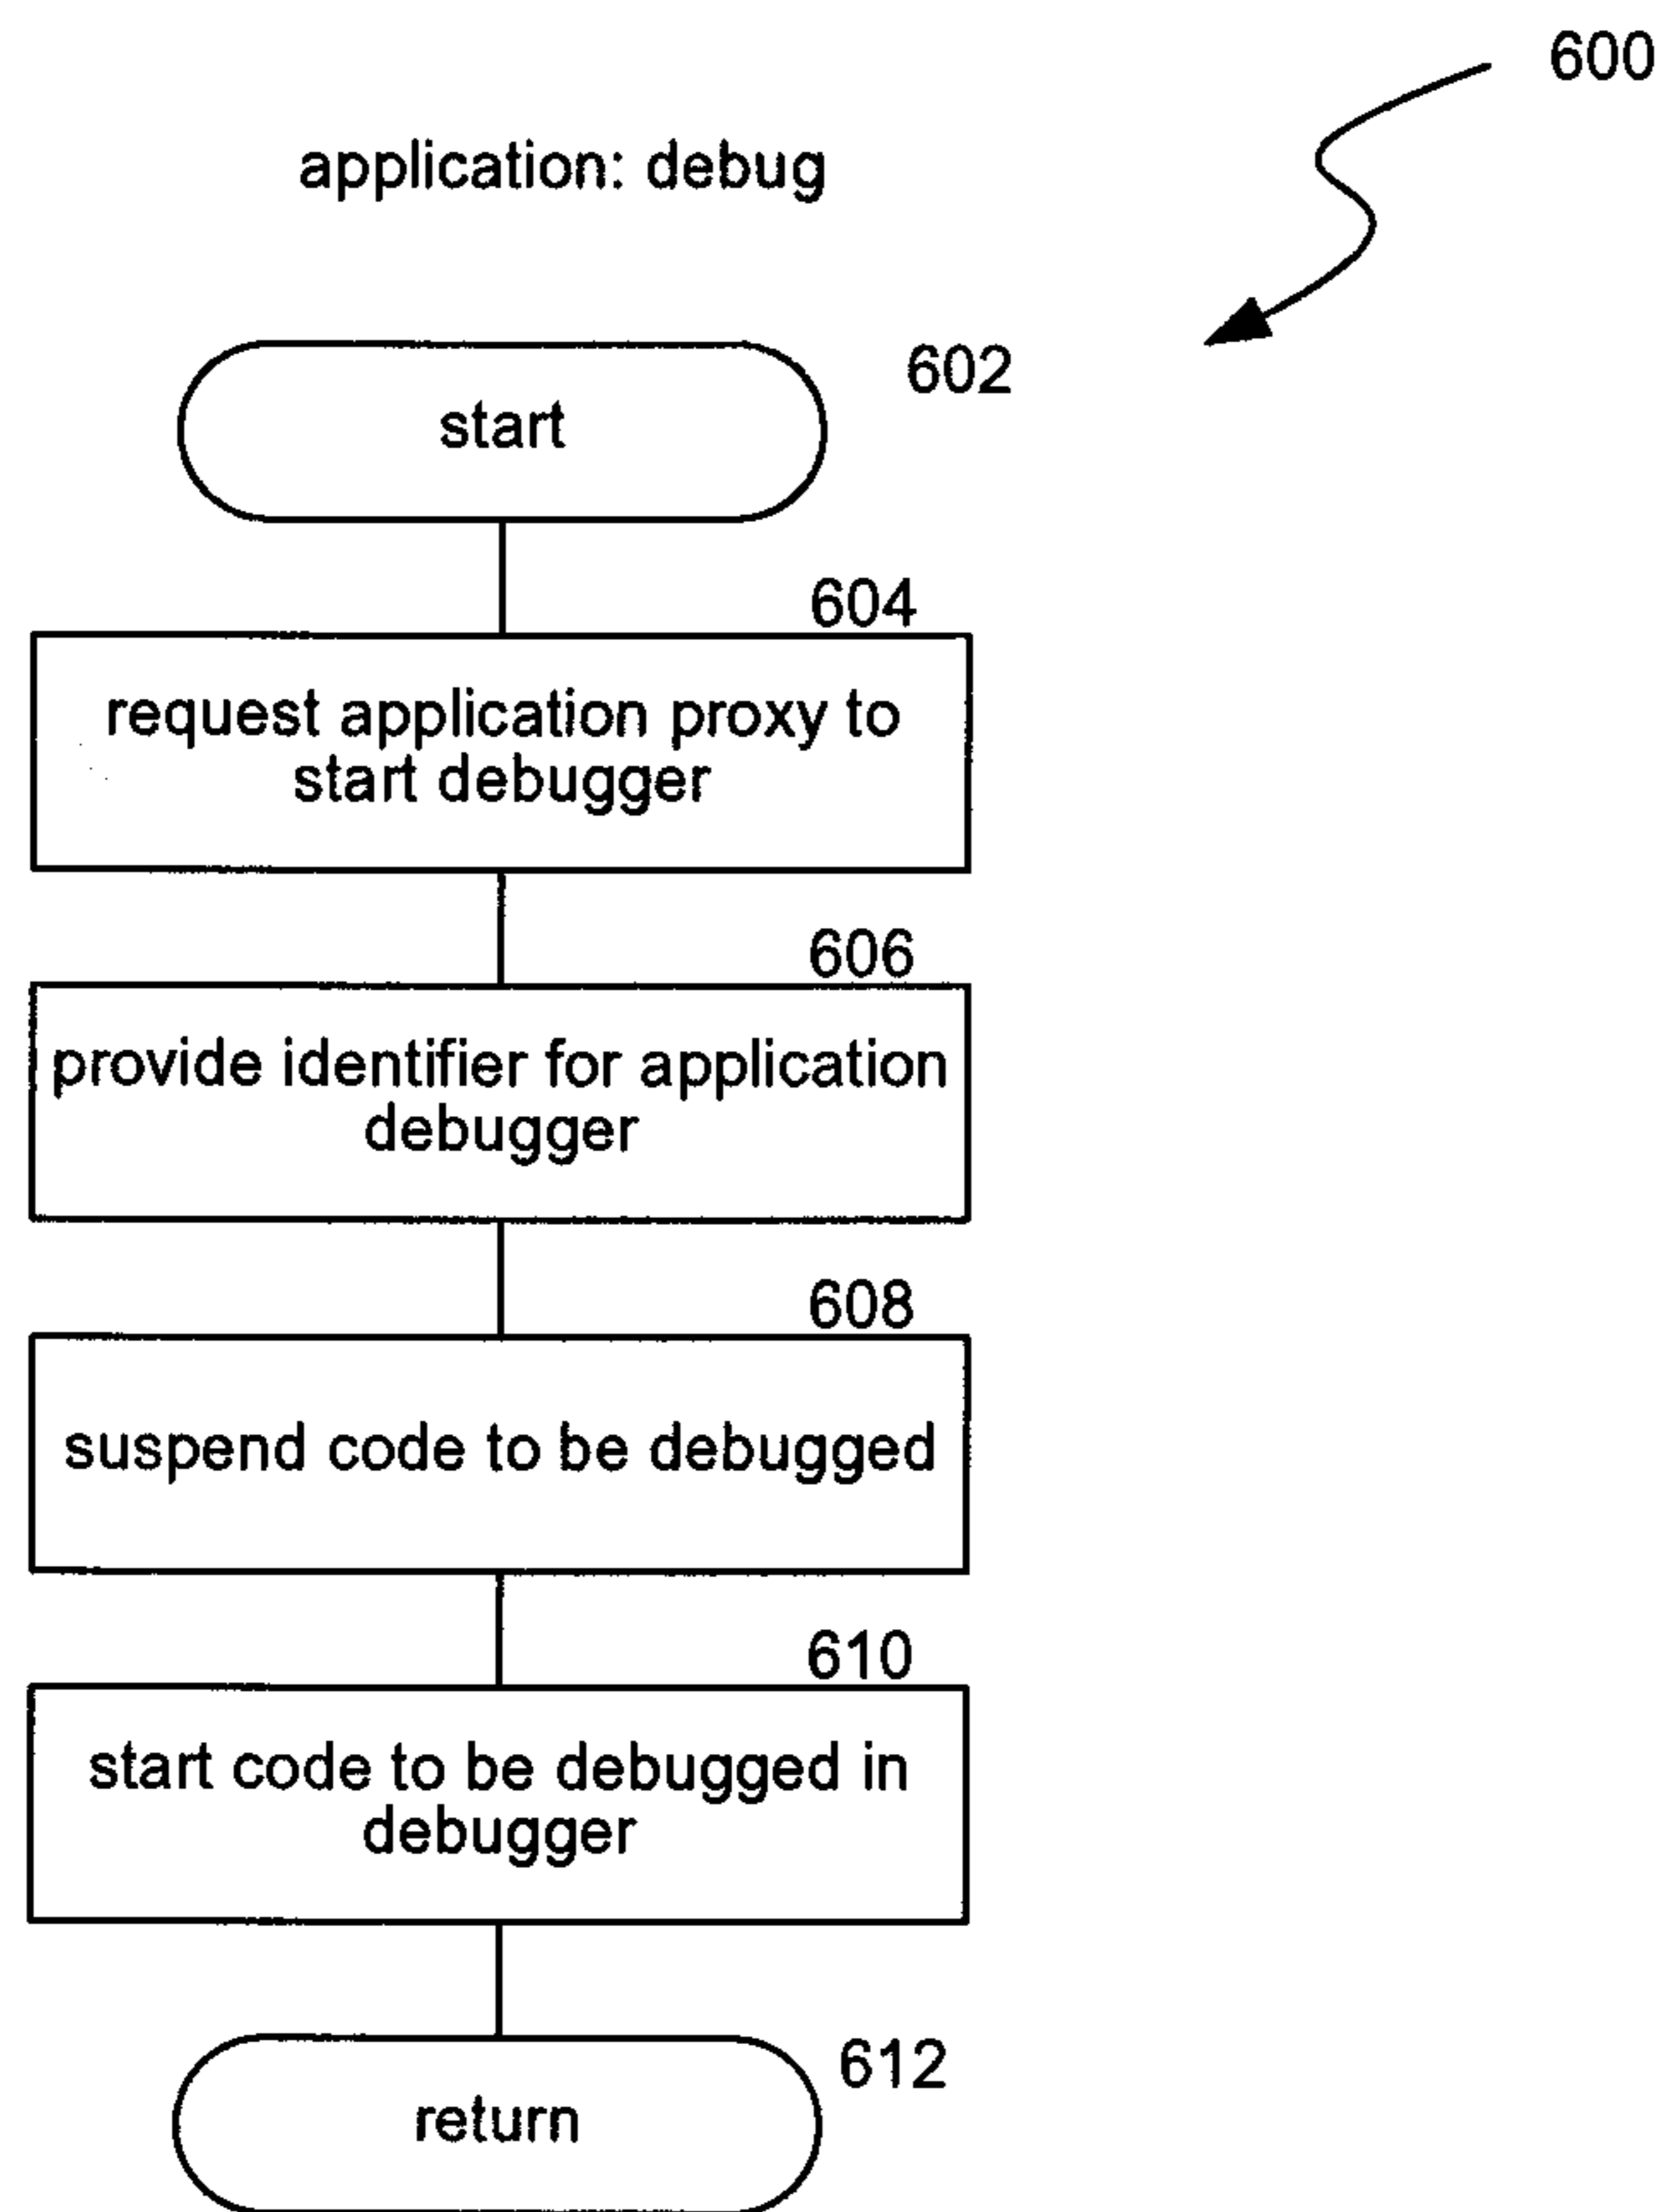 600
application: debug
602
start
604
request application proxy to
start debugger
606
provide identifier for application
debugger
608
suspend code to be debugged
610
start code to be debugged in
debugger
612
return